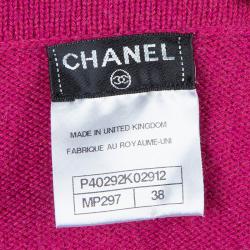 CHANEL
MADE IN UNITED KINGDOM
FABRIQUE AU ROYAUME-UNI
P40292K02912
MP297 38